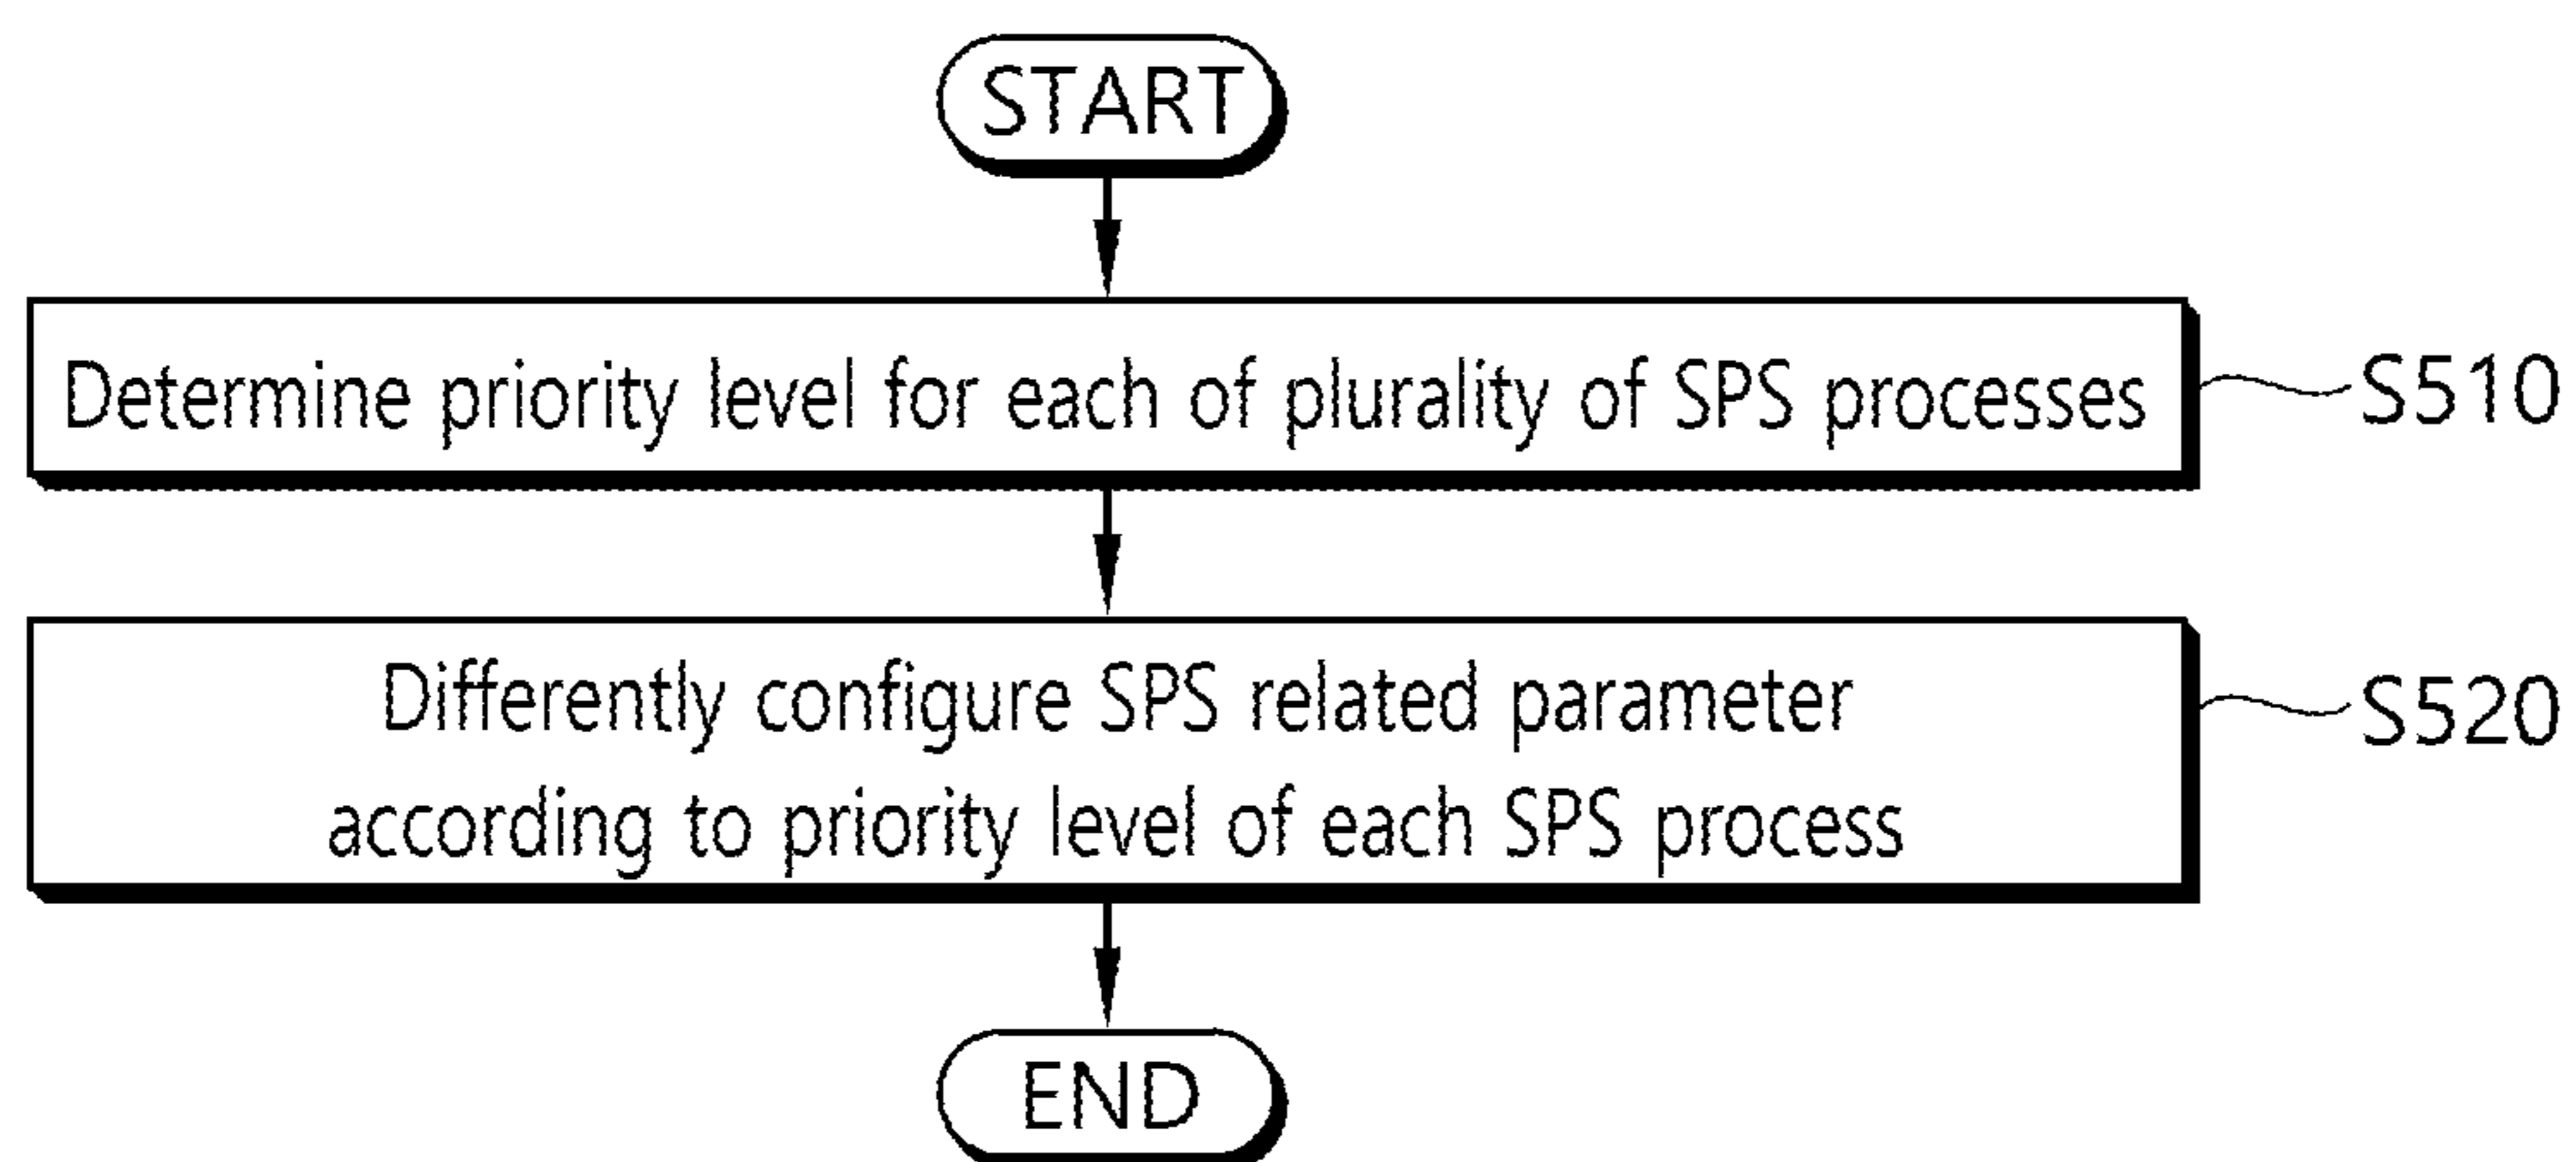 START
Determine priority level for each of plurality of SPS processes
S510
Differently configure SPS related parameter
according to priority level of each SPS process
S520
END